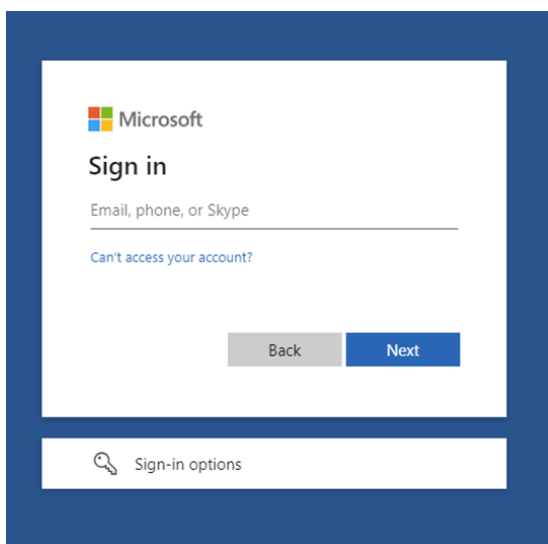 Microsoft
Sign in
Email, phone, or Skype
Can't access your account?
Back Next
Sign-in options